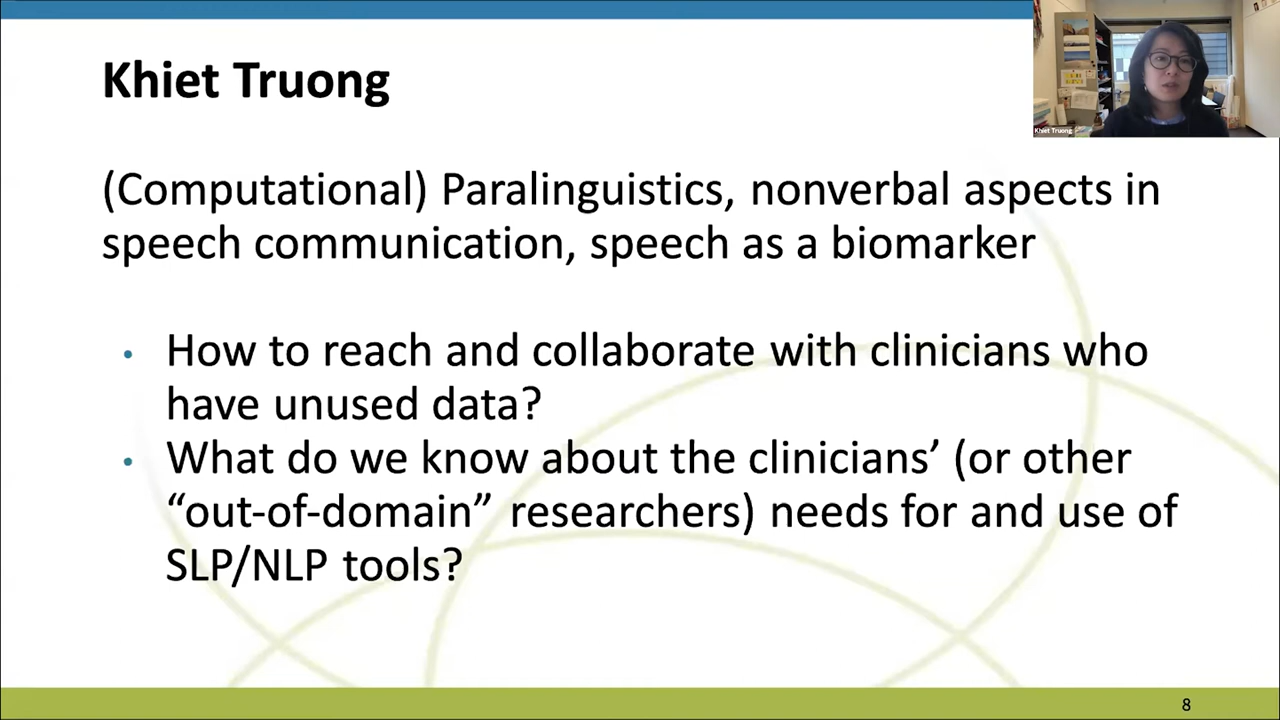 Khiet Truong
Khiet Truong
(Computational) Paralinguistics, nonverbal aspects in
speech communication, speech as a biomarker
• How to reach and collaborate with clinicians who
have unused data?
• What do we know about the clinicians’ (or other
“out-of-domain” researchers) needs for and use of
SLP/NLP tools?
8